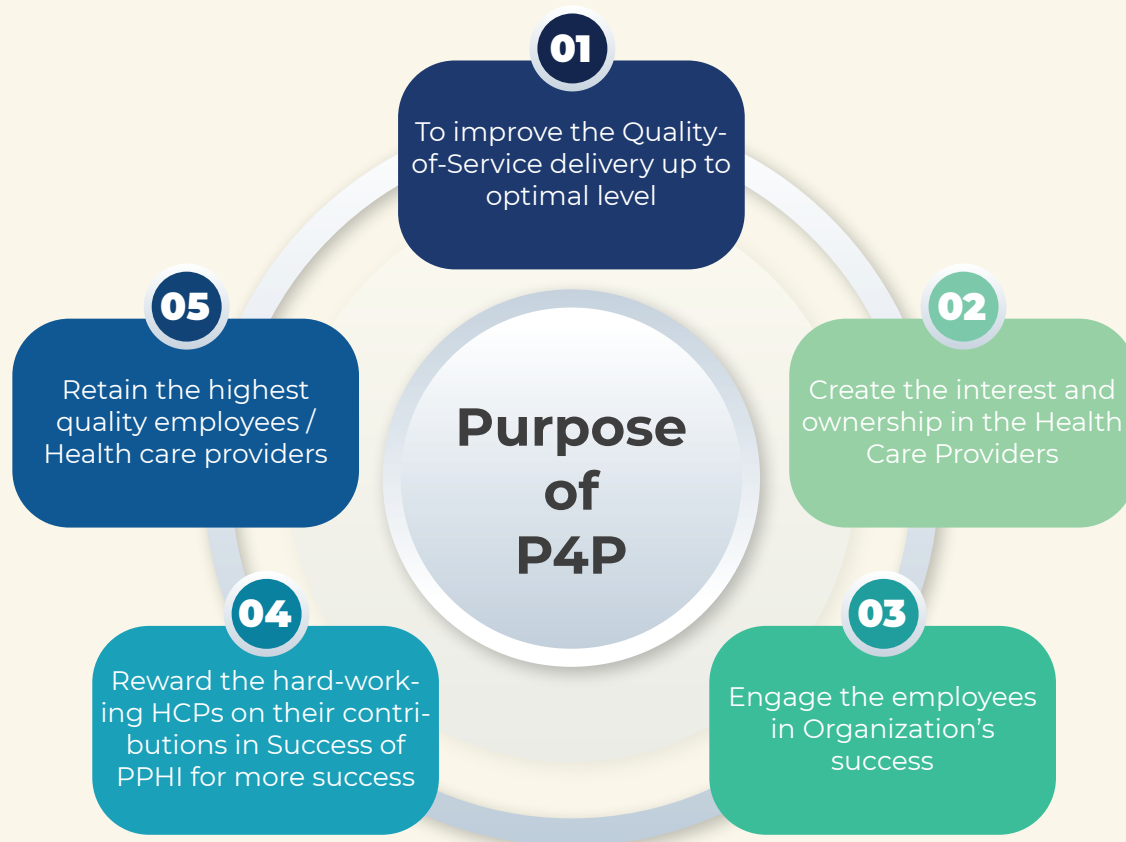 01
To improve the Quality-
of-Service delivery up to
optimal level
02
Create the interest and
ownership in the Health
Care Providers
03
Engage the employees
in Organization’s
success
04
Reward the hard-work-
ing HCPs on their contri-
butions in Success of
PPHI for more success
05
Retain the highest
quality employees /
Health care providers
Purpose
of
P4P